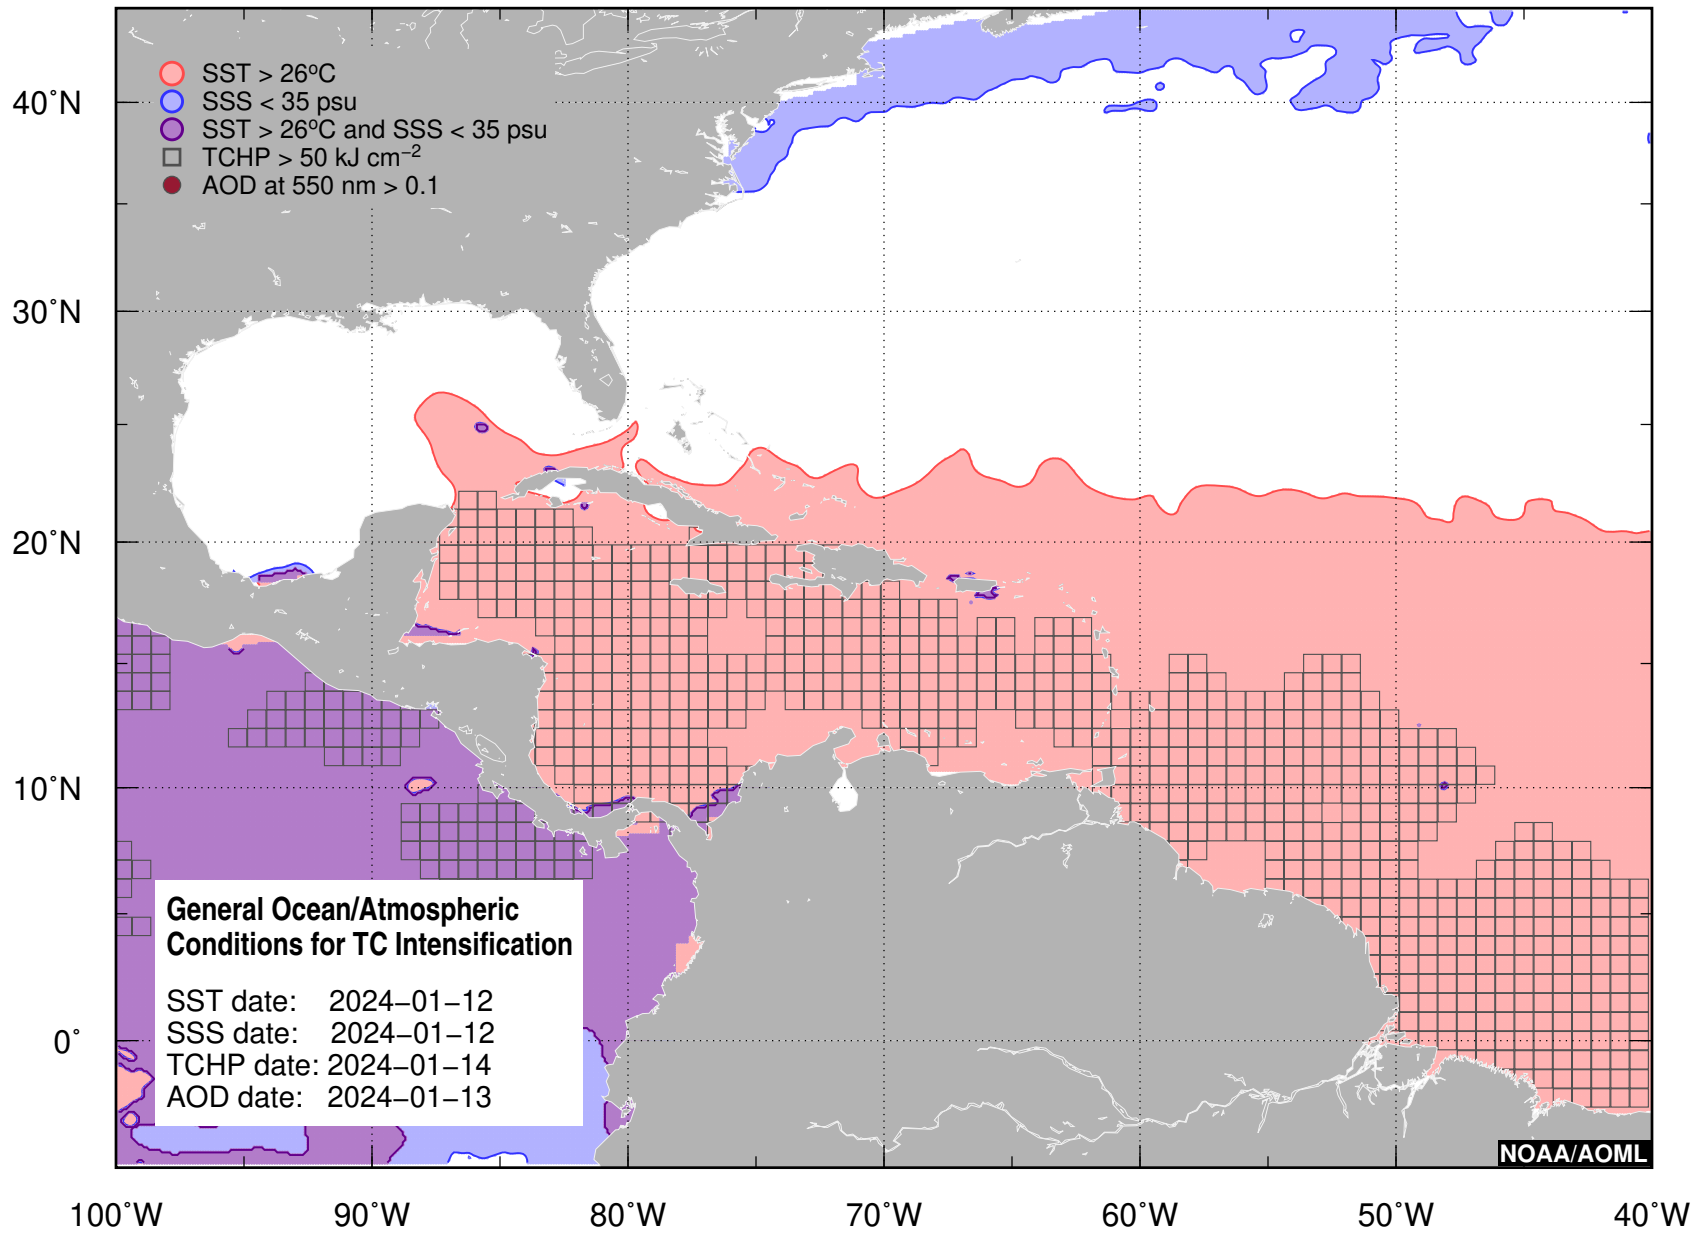 SST > 26ºC
SSS < 35 psu
SST > 26ºC and SSS < 35 psu
TCHP > 50 kJ cm⁻²
AOD at 550 nm > 0.1
40˚N
30˚N
20˚N
10˚N
0˚
General Ocean/Atmospheric
Conditions for TC Intensification
SST date: 2024−01−12
SSS date: 2024−01−12
TCHP date: 2024−01−14
AOD date: 2024−01−13
NOAA/AOML
100˚W 90˚W 80˚W 70˚W 60˚W 50˚W 40˚W